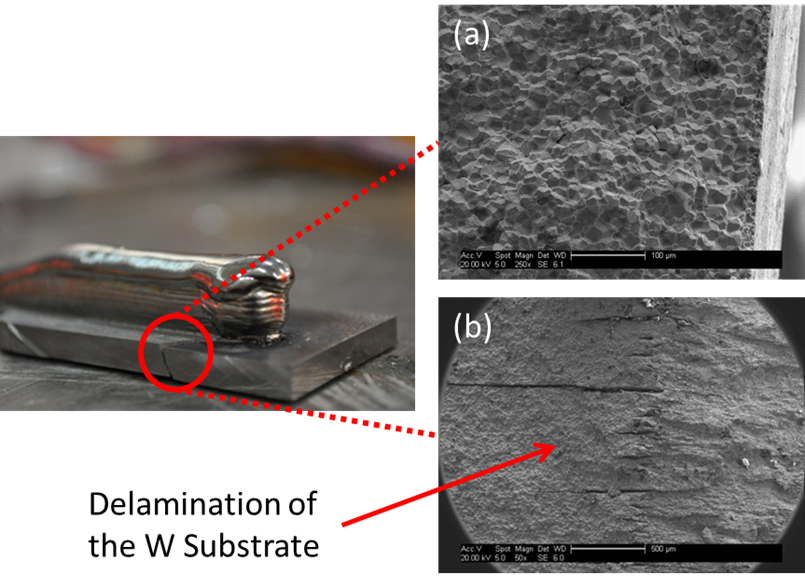 (a)
Acc.V Spot Magn Det WD 100 µm
20.00 kV 5.0 250x SE 6.1
(b)
Acc.V Spot Magn Det WD 500 µm
20.00 kV 5.0 50x SE 6.0
Delamination of
the W Substrate